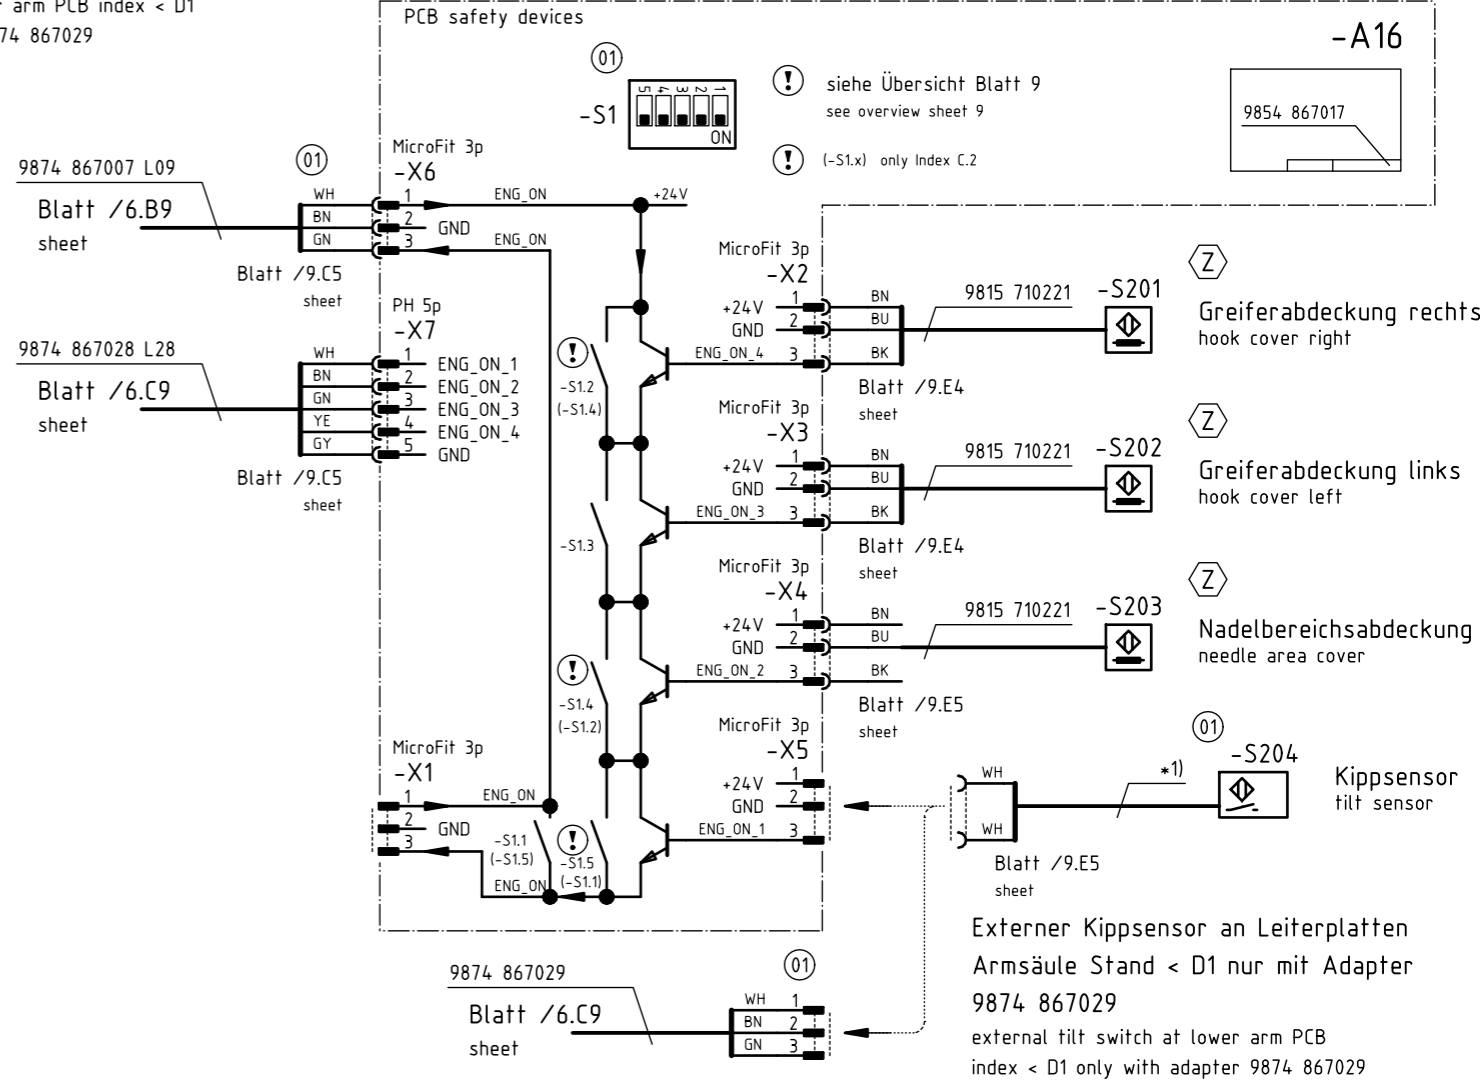 arm PCB index < D1
74 867029
PCB safety devices
-A16
01
-S1
5 4 3 2 1
ON
! siehe Übersicht Blatt 9
see overview sheet 9
! (-S1.x) only Index C.2
9854 867017
9874 867007 L09
Blatt /6.B9
sheet
01
WH
BN
GN
Blatt /9.C5
sheet
MicroFit 3p
-X6
1 ENG_ON
2 GND
3 ENG_ON
+24V
9874 867028 L28
Blatt /6.C9
sheet
WH
BN
GN
YE
GY
Blatt /9.C5
sheet
PH 5p
-X7
1 ENG_ON_1
2 ENG_ON_2
3 ENG_ON_3
4 ENG_ON_4
5 GND
!
-S1.2
(-S1.4)
-S1.3
!
-S1.4
(-S1.2)
MicroFit 3p
-X2
+24V 1 BN
GND 2 BU
ENG_ON_4 3 BK
Blatt /9.E4
sheet
9815 710221
-S201
Z
Greiferabdeckung rechts
hook cover right
MicroFit 3p
-X3
+24V 1 BN
GND 2 BU
ENG_ON_3 3 BK
Blatt /9.E4
sheet
9815 710221
-S202
Z
Greiferabdeckung links
hook cover left
MicroFit 3p
-X4
+24V 1 BN
GND 2 BU
ENG_ON_2 3 BK
Blatt /9.E5
sheet
9815 710221
-S203
Z
Nadelbereichsabdeckung
needle area cover
MicroFit 3p
-X5
+24V 1
GND 2
ENG_ON_1 3
WH
WH
Blatt /9.E5
sheet
*1)
01
-S204
Kippsensor
tilt sensor
MicroFit 3p
-X1
1 ENG_ON
2 GND
3
-S1.1
(-S1.5)
!
-S1.5
(-S1.1)
ENG_ON
9874 867029
Blatt /6.C9
sheet
01
WH 1
BN 2
GN 3
Externer Kippsensor an Leiterplatten
Armsäule Stand < D1 nur mit Adapter
9874 867029
external tilt switch at lower arm PCB
index < D1 only with adapter 9874 867029